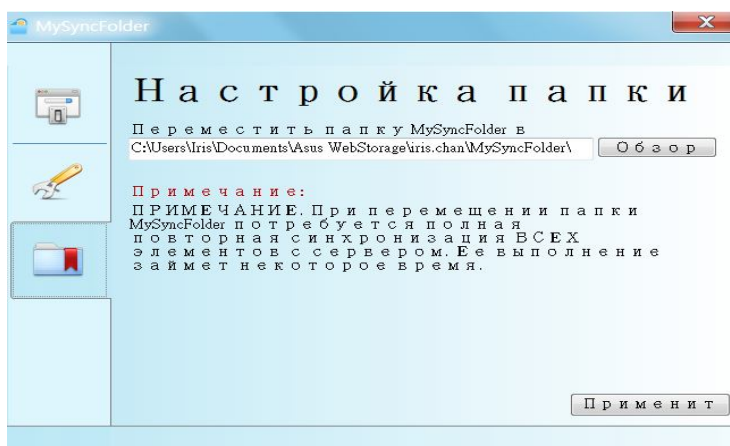 MySyncFolder
Настройка папки
Переместить папку MySyncFolder в
C:\Users\Iris\Documents\Asus WebStorage\iris.chan\MySyncFolder\ Обзор
Примечание:
ПРИМЕЧАНИЕ. При перемещении папки
MySyncFolder потребуется полная
повторная синхронизация ВСЕХ
элементов с сервером. Ее выполнение
займет некоторое время.
Применит